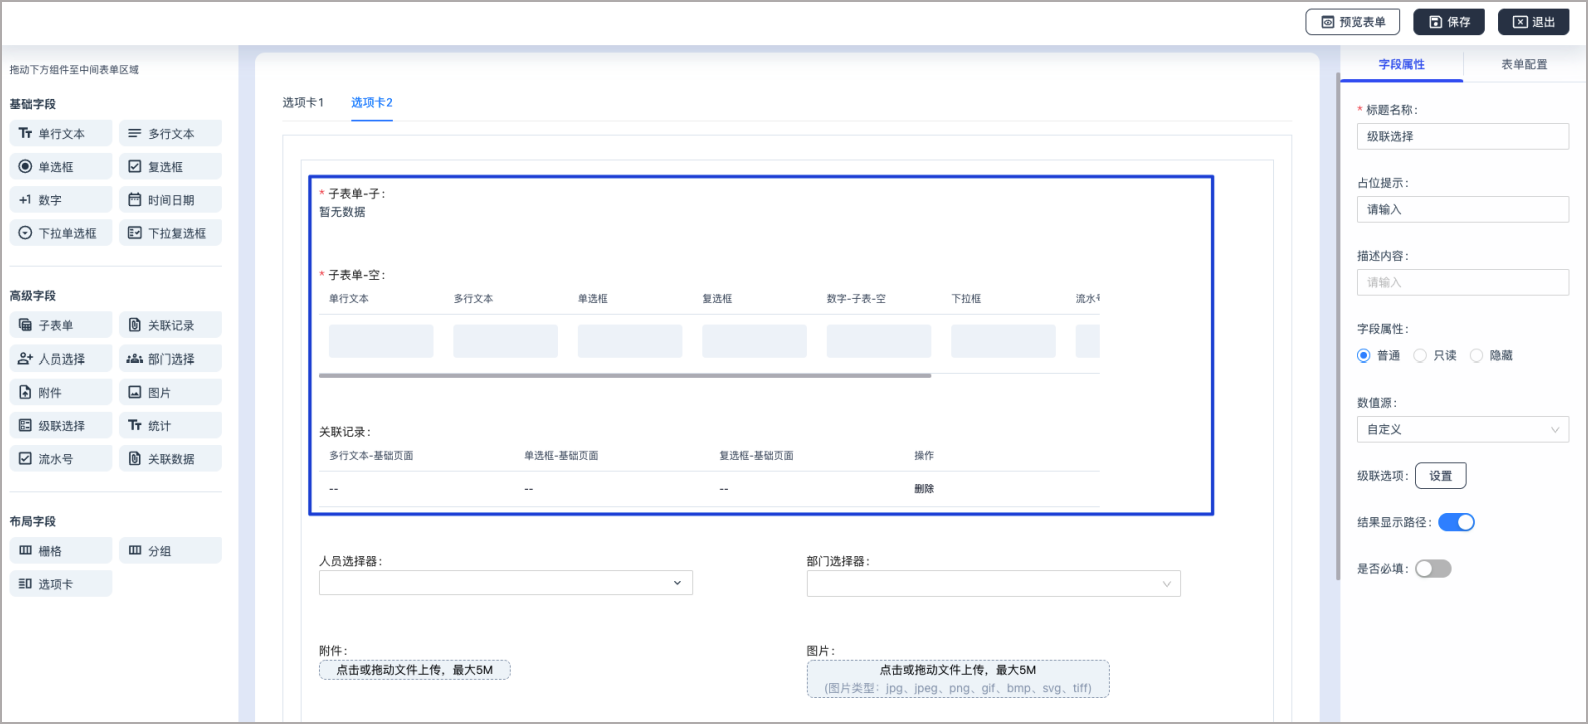 预览表单
保存
退出
拖动下方组件至中间表单区域
基础字段
单行文本
多行文本
单选框
复选框
+1 数字
时间日期
下拉单选框
下拉复选框
高级字段
子表单
关联记录
人员选择
部门选择
附件
图片
级联选择
统计
流水号
关联数据
布局字段
栅格
分组
选项卡
选项卡1
选项卡2
* 子表单-子:
暂无数据
* 子表单-空:
单行文本 多行文本 单选框 复选框 数字-子表-空 下拉框 流水号
关联记录:
多行文本-基础页面 单选框-基础页面 复选框-基础页面 操作
-- -- -- 删除
人员选择器:
部门选择器:
附件:
点击或拖动文件上传，最大5M
图片:
点击或拖动文件上传，最大5M
(图片类型：jpg、jpeg、png、gif、bmp、svg、tiff)
字段属性
表单配置
* 标题名称:
级联选择
占位提示:
请输入
描述内容:
请输入
字段属性:
普通 只读 隐藏
数值源:
自定义
级联选项: 设置
结果显示路径:
是否必填: